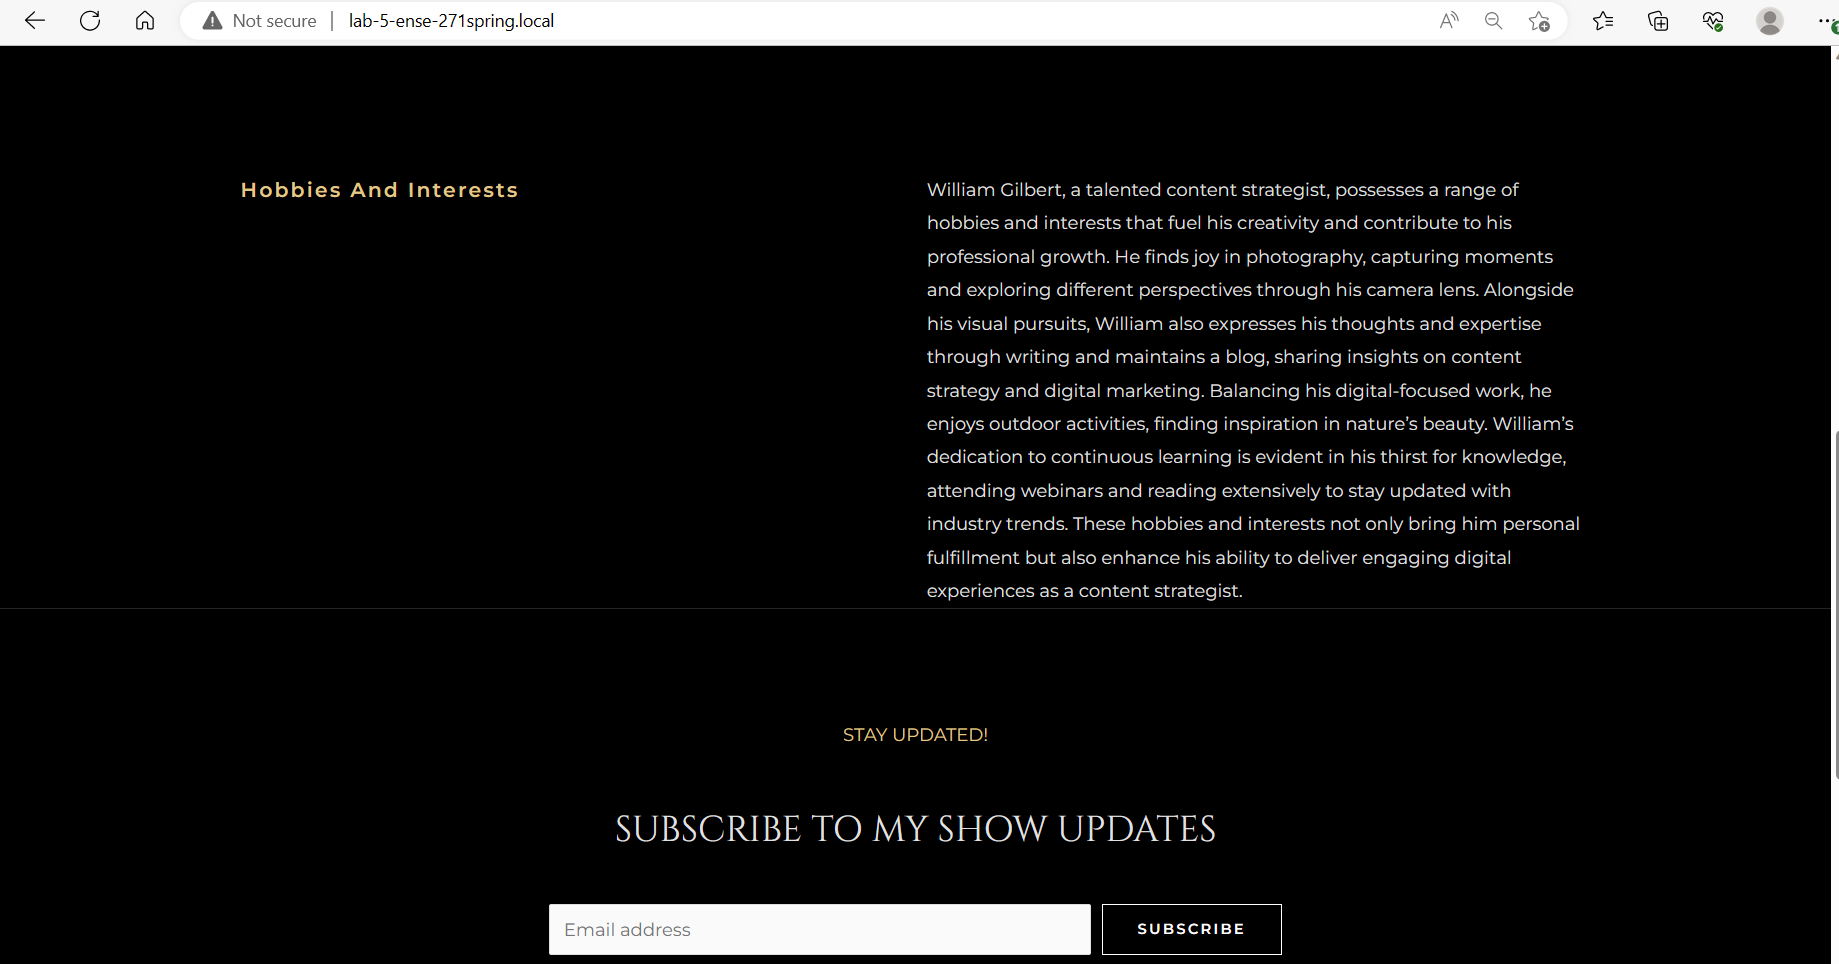 Not secure | lab-5-ense-271spring.local
Hobbies And Interests
William Gilbert, a talented content strategist, possesses a range of
hobbies and interests that fuel his creativity and contribute to his
professional growth. He finds joy in photography, capturing moments
and exploring different perspectives through his camera lens. Alongside
his visual pursuits, William also expresses his thoughts and expertise
through writing and maintains a blog, sharing insights on content
strategy and digital marketing. Balancing his digital-focused work, he
enjoys outdoor activities, finding inspiration in nature’s beauty. William’s
dedication to continuous learning is evident in his thirst for knowledge,
attending webinars and reading extensively to stay updated with
industry trends. These hobbies and interests not only bring him personal
fulfillment but also enhance his ability to deliver engaging digital
experiences as a content strategist.
STAY UPDATED!
SUBSCRIBE TO MY SHOW UPDATES
Email address
SUBSCRIBE